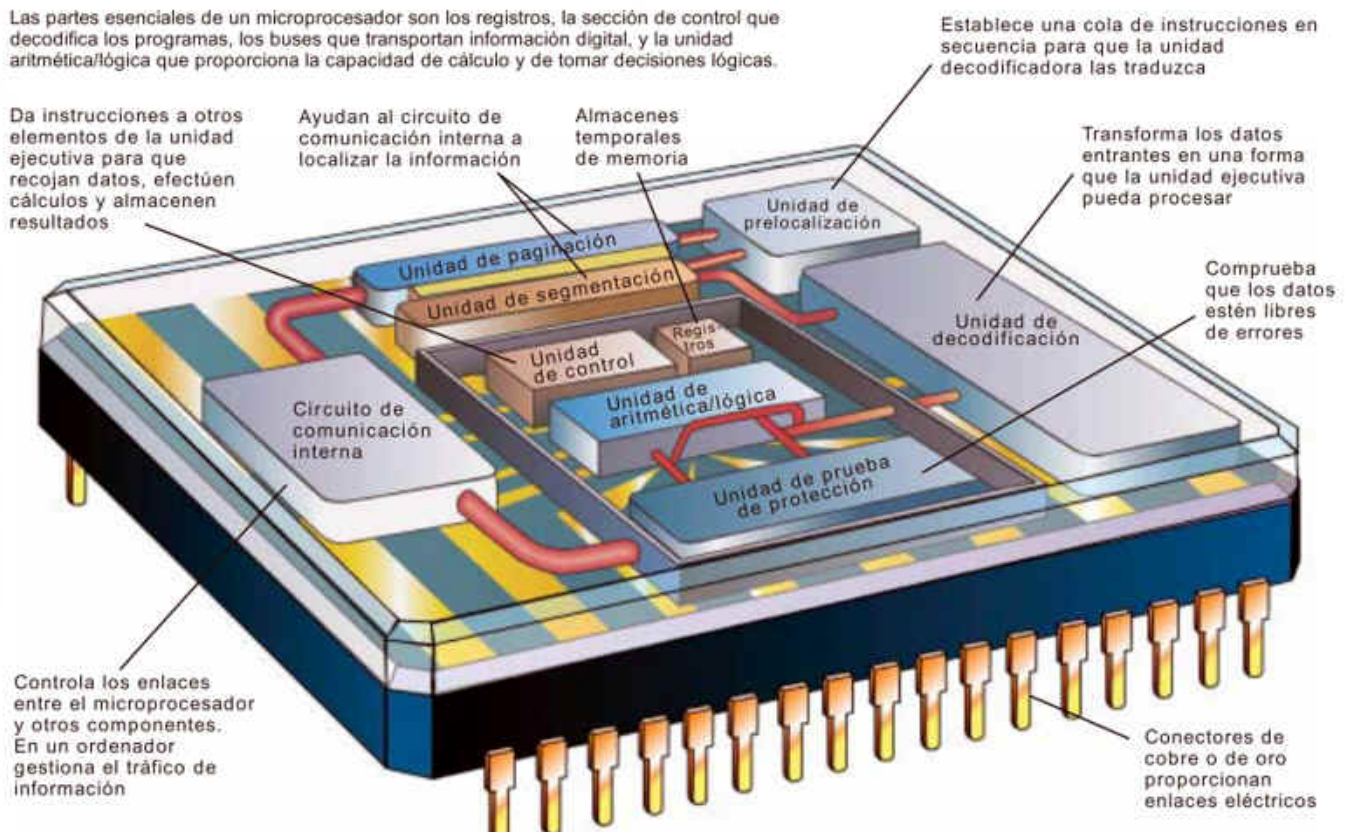 Las partes esenciales de un microprocesador son los registros, la sección de control que
decodifica los programas, los buses que transportan información digital, y la unidad
aritmética/lógica que proporciona la capacidad de cálculo y de tomar decisiones lógicas.
Establece una cola de instrucciones en
secuencia para que la unidad
decodificadora las traduzca
Da instrucciones a otros
elementos de la unidad
ejecutiva para que
recojan datos, efectúen
cálculos y almacenen
resultados
Ayudan al circuito de
comunicación interna a
localizar la información
Almacenes
temporales
de memoria
Transforma los datos
entrantes en una forma
que la unidad ejecutiva
pueda procesar
Comprueba
que los datos
estén libres
de errores
Unidad de
prelocalización
Unidad de paginación
Unidad de segmentación
Unidad de
decodificación
Regis-
tros
Unidad
de control
Unidad de
aritmética/lógica
Circuito de
comunicación
interna
Unidad de prueba
de protección
Controla los enlaces
entre el microprocesador
y otros componentes.
En un ordenador
gestiona el tráfico de
información
Conectores de
cobre o de oro
proporcionan
enlaces eléctricos